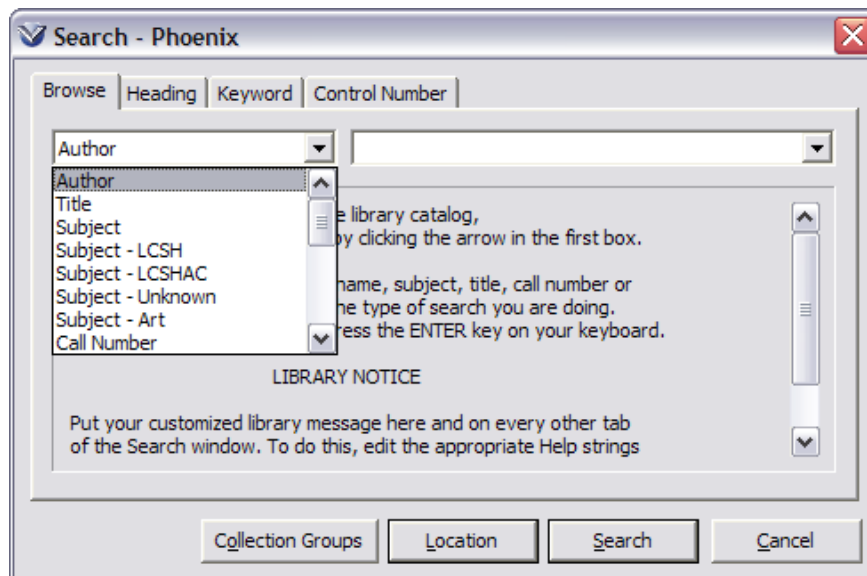 Search - Phoenix
Browse Heading Keyword Control Number
Author
Author
Title
Subject
Subject - LCSH
Subject - LCSHAC
Subject - Unknown
Subject - Art
Call Number
library catalog,
by clicking the arrow in the first box.
name, subject, title, call number or
type of search you are doing.
the ENTER key on your keyboard.
LIBRARY NOTICE
Put your customized library message here and on every other tab
of the Search window. To do this, edit the appropriate Help strings
Collection Groups Location Search Cancel